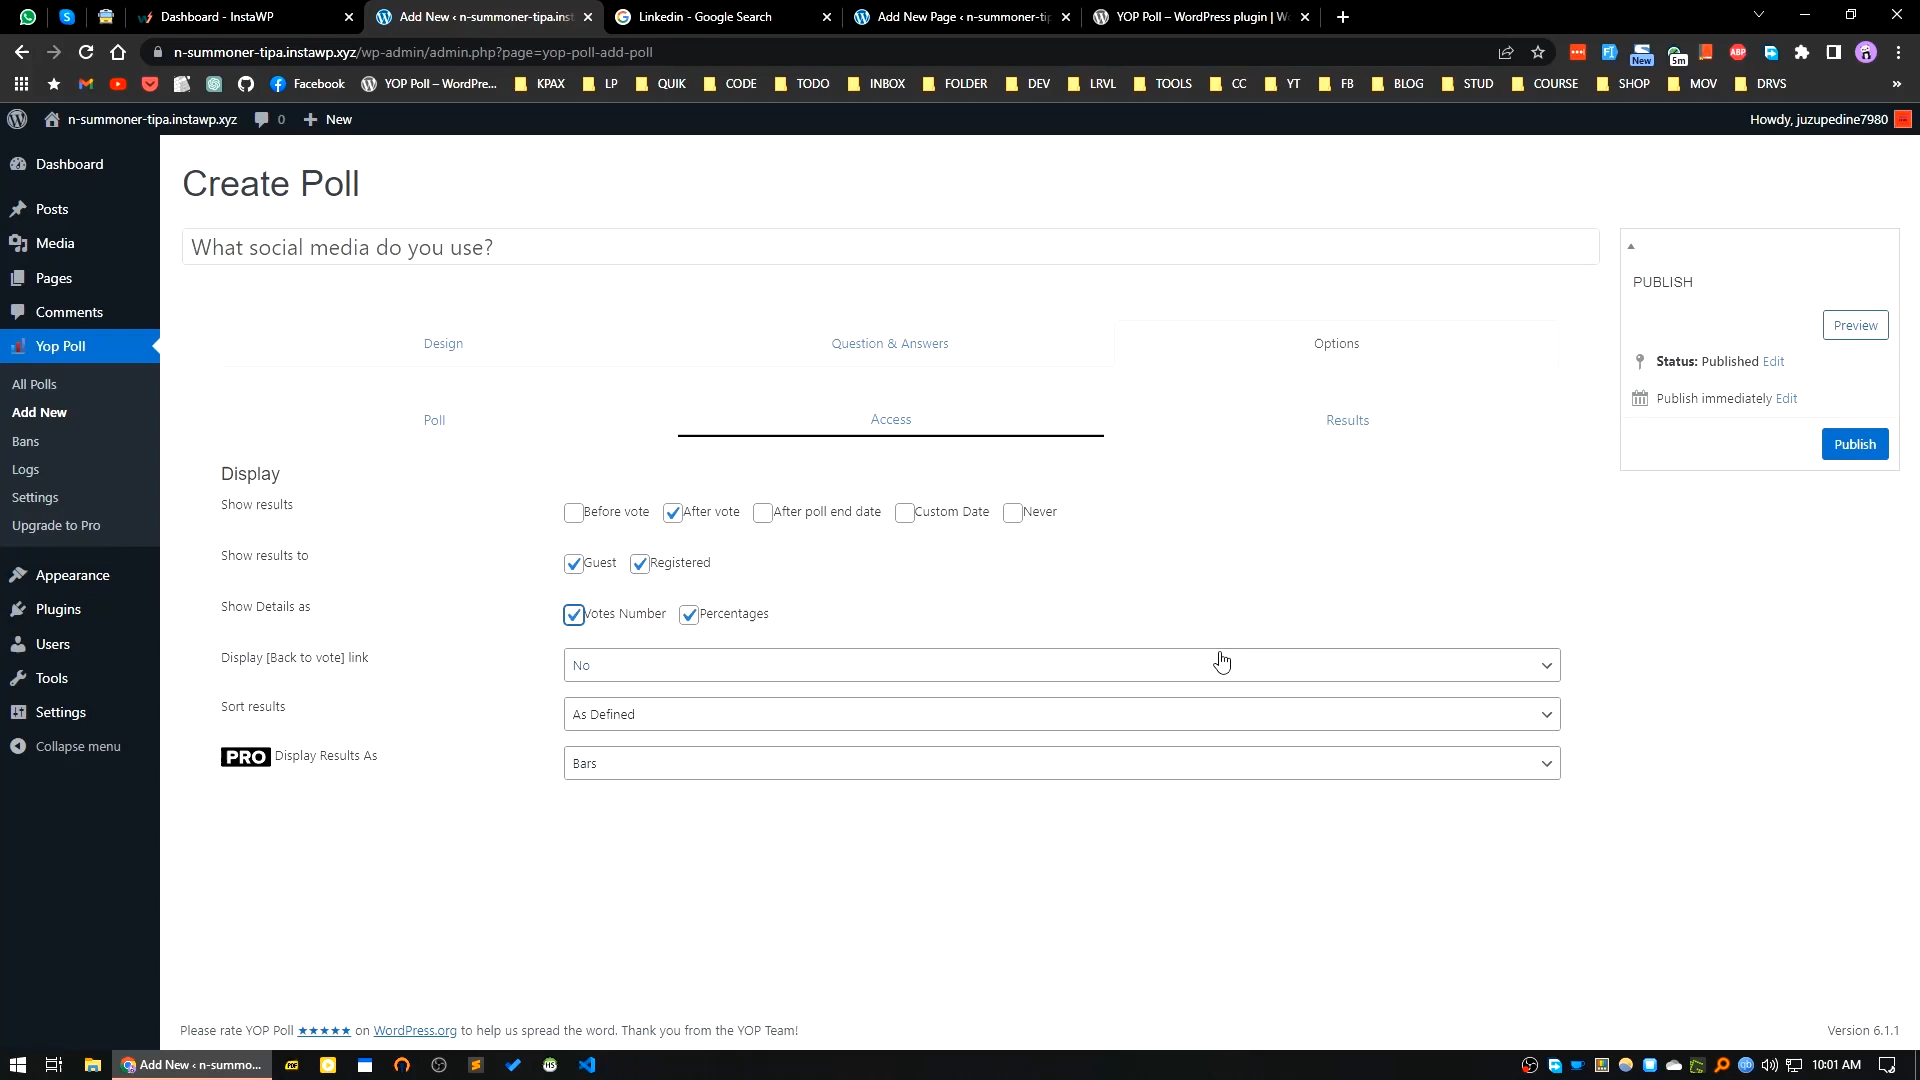 Dashboard - InstaWP
Add New ‹ n-summoner-tipa.inst
Linkedin - Google Search
Add New Page ‹ n-summoner-tip
YOP Poll – WordPress plugin | W
n-summoner-tipa.instawp.xyz/wp-admin/admin.php?page=yop-poll-add-poll
New
5m
ABP
Facebook
YOP Poll – WordPre...
KPAX
LP
QUIK
CODE
TODO
INBOX
FOLDER
DEV
LRVL
TOOLS
CC
YT
FB
BLOG
STUD
COURSE
SHOP
MOV
DRVS
»
n-summoner-tipa.instawp.xyz
0
New
Howdy, juzupedine7980
Dashboard
Posts
Media
Pages
Comments
Yop Poll
All Polls
Add New
Bans
Logs
Settings
Upgrade to Pro
Appearance
Plugins
Users
Tools
Settings
Collapse menu
Create Poll
What social media do you use?
Design
Question & Answers
Options
Poll
Access
Results
Display
Show results
Before vote
After vote
After poll end date
Custom Date
Never
Show results to
Guest
Registered
Show Details as
Votes Number
Percentages
Display [Back to vote] link
No
Sort results
As Defined
PRO Display Results As
Bars
PUBLISH
Preview
Status: Published Edit
Publish immediately Edit
Publish
Please rate YOP Poll ★★★★★ on WordPress.org to help us spread the word. Thank you from the YOP Team!
Version 6.1.1
Add New ‹ n-summo...
10:01 AM